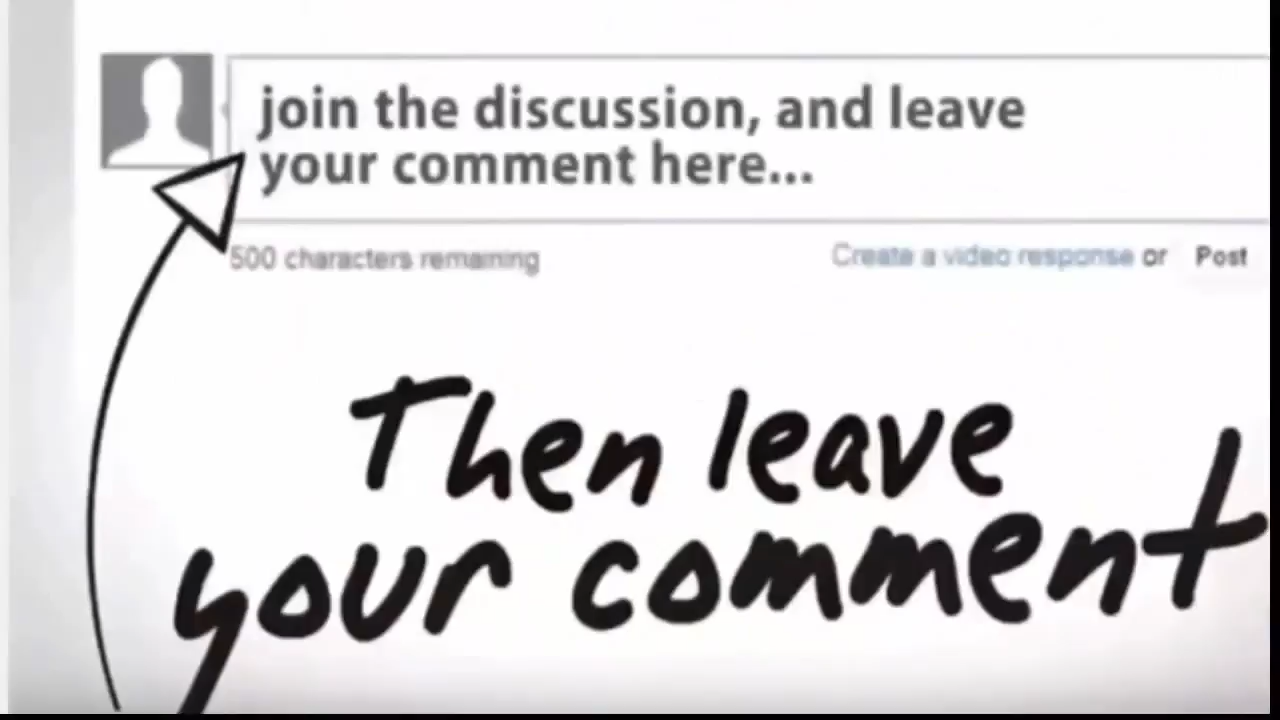 join the discussion, and leave
your comment here...
500 characters remaining
Create a video response or Post
Then leave
your comment